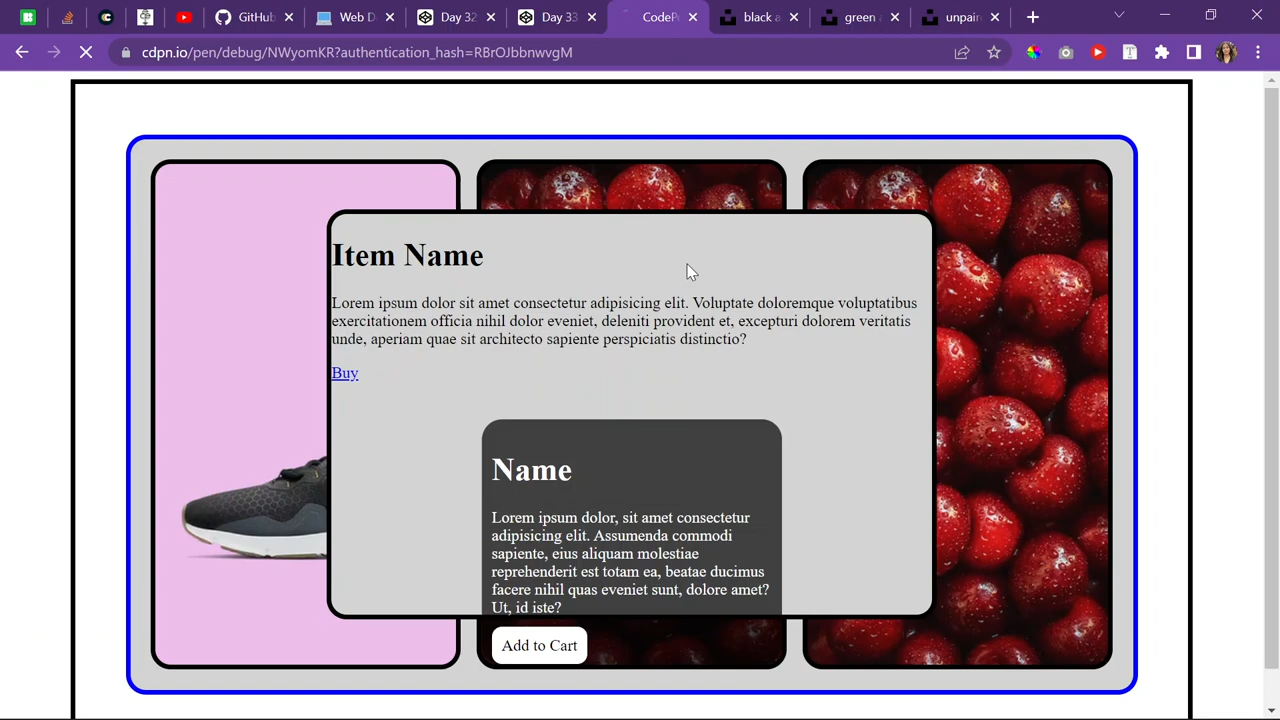 GitHub
Web D
Day 32
Day 33
CodePe
black a
green a
unpain
cdpn.io/pen/debug/NWyomKR?authentication_hash=RBrOJbbnwvgM
Item Name
Lorem ipsum dolor sit amet consectetur adipisicing elit. Voluptate doloremque voluptatibus
exercitationem officia nihil dolor eveniet, deleniti provident et, excepturi dolorem veritatis
unde, aperiam quae sit architecto sapiente perspiciatis distinctio?
Buy
Name
Lorem ipsum dolor, sit amet consectetur
adipisicing elit. Assumenda commodi
sapiente, eius aliquam molestiae
reprehenderit est totam ea, beatae ducimus
facere nihil quas eveniet sunt, dolore amet?
Ut, id iste?
Add to Cart